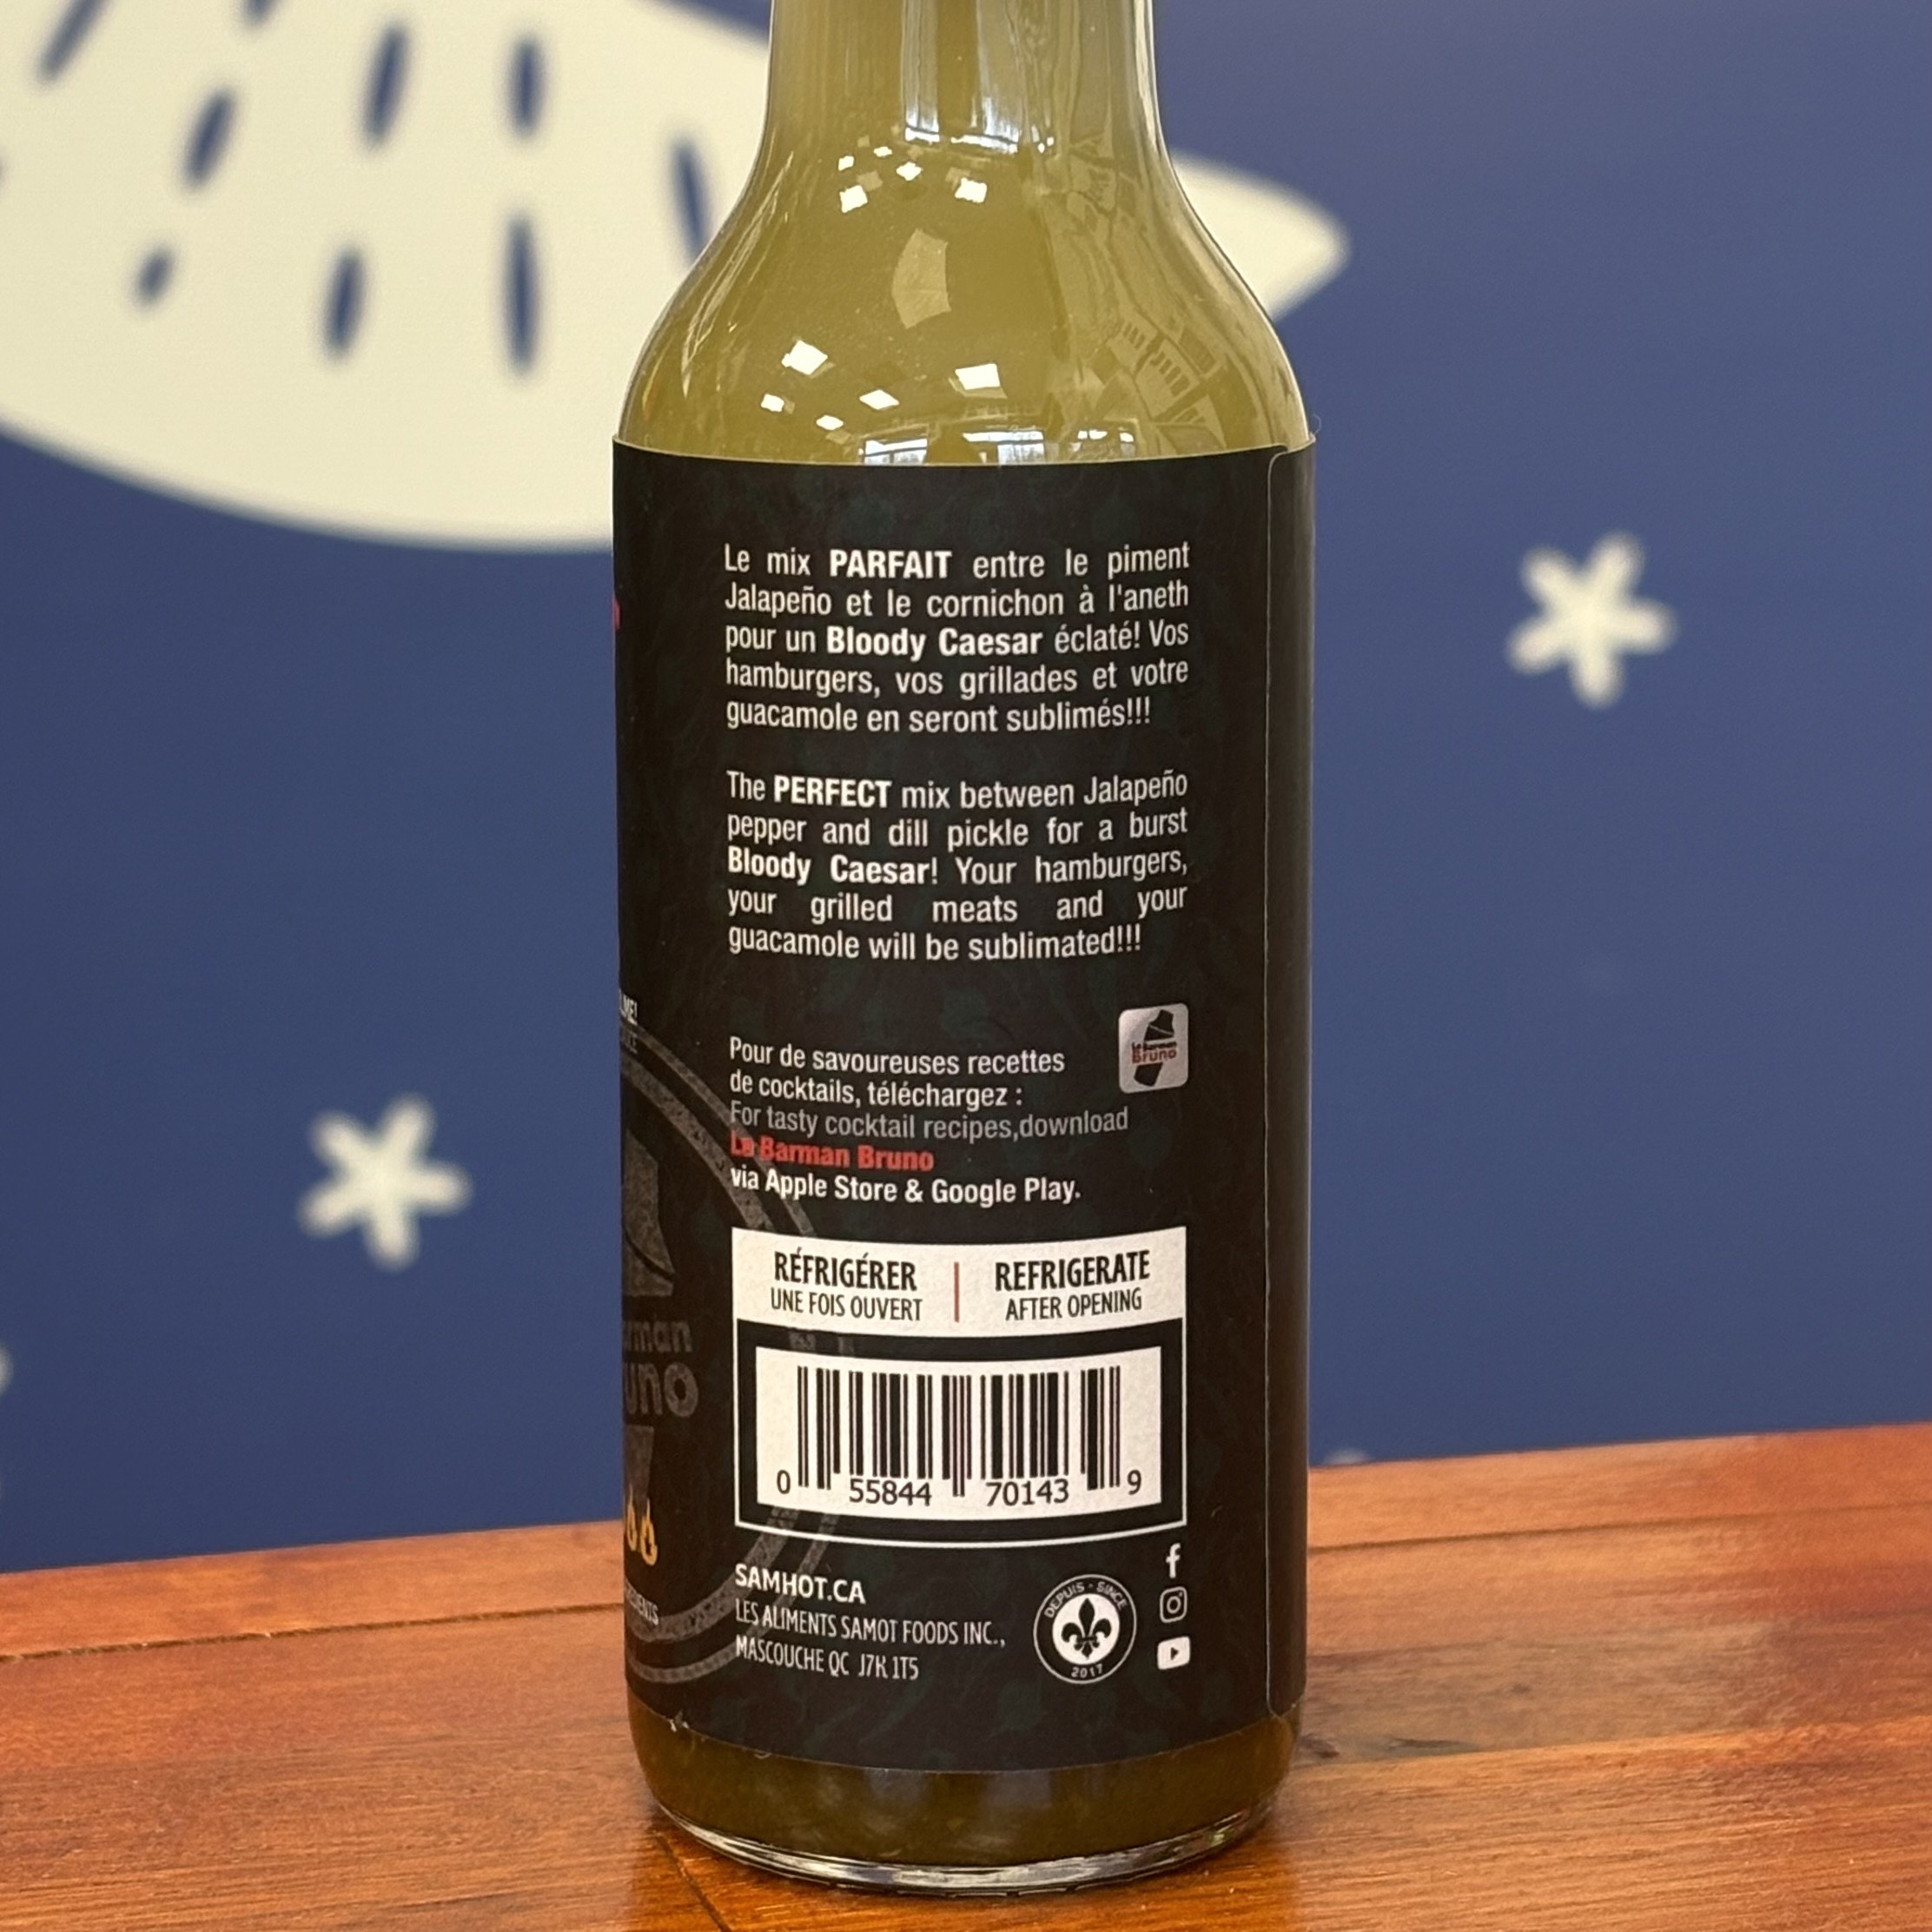 Le mix PARFAIT entre le piment
Jalapeño et le cornichon à l'aneth
pour un Bloody Caesar éclaté! Vos
hamburgers, vos grillades et votre
guacamole en seront sublimés!!!
The PERFECT mix between Jalapeño
pepper and dill pickle for a burst
Bloody Caesar! Your hamburgers,
your grilled meats and your
guacamole will be sublimated!!!
Pour de savoureuses recettes
de cocktails, téléchargez :
For tasty cocktail recipes,download
Le Barman Bruno
via Apple Store & Google Play.
Le Barman
Bruno
RÉFRIGÉRER
UNE FOIS OUVERT
REFRIGERATE
AFTER OPENING
0 55844 70143 9
SAMHOT.CA
LES ALIMENTS SAMOT FOODS INC.,
MASCOUCHE QC J7K 1T5
DEPUIS - SINCE
2017